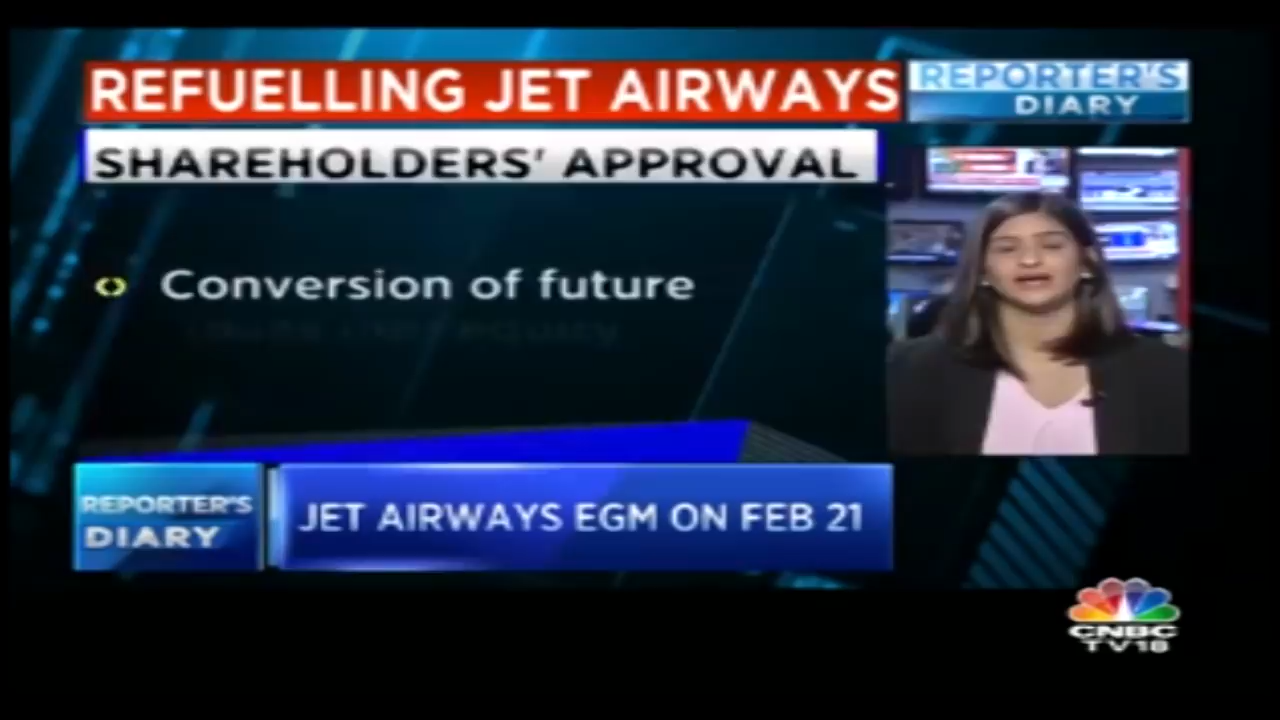 REFUELLING JET AIRWAYS
REPORTER'S
DIARY
SHAREHOLDERS' APPROVAL
Conversion of future
REPORTER'S
DIARY
JET AIRWAYS EGM ON FEB 21
CNBC
TV18